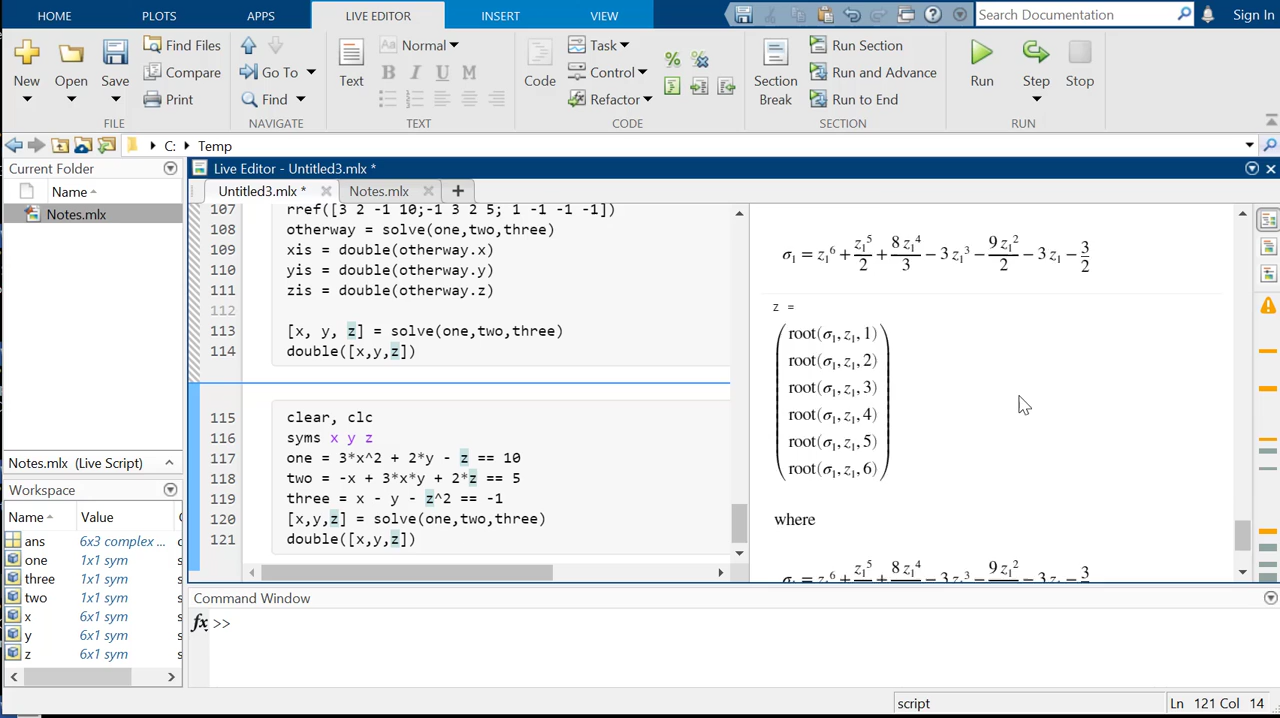 HOME PLOTS APPS LIVE EDITOR INSERT VIEW Search Documentation Sign In
New Open Save Find Files Compare Print Go To Find Text Normal B I U M Code Task Control Refactor Section Break Run Section Run and Advance Run to End Run Step Stop
FILE NAVIGATE TEXT CODE SECTION RUN
C: Temp
Current Folder
Name
Notes.mlx
Notes.mlx (Live Script)
Workspace
Name Value
ans 6x3 complex ...
one 1x1 sym
three 1x1 sym
two 1x1 sym
x 6x1 sym
y 6x1 sym
z 6x1 sym
Live Editor - Untitled3.mlx *
Untitled3.mlx * Notes.mlx
107 rref([3 2 -1 10;-1 3 2 5; 1 -1 -1 -1])
108 otherway = solve(one,two,three)
109 xis = double(otherway.x)
110 yis = double(otherway.y)
111 zis = double(otherway.z)
112
113 [x, y, z] = solve(one,two,three)
114 double([x,y,z])
115 clear, clc
116 syms x y z
117 one = 3*x^2 + 2*y - z == 10
118 two = -x + 3*x*y + 2*z == 5
119 three = x - y - z^2 == -1
120 [x,y,z] = solve(one,two,three)
121 double([x,y,z])
σ₁ = z₁⁶ + z₁⁵/2 + 8 z₁⁴/3 − 3 z₁³ − 9 z₁²/2 − 3 z₁ − 3/2
z =
root(σ₁, z₁, 1)
root(σ₁, z₁, 2)
root(σ₁, z₁, 3)
root(σ₁, z₁, 4)
root(σ₁, z₁, 5)
root(σ₁, z₁, 6)
where
Command Window
fx >>
script Ln 121 Col 14